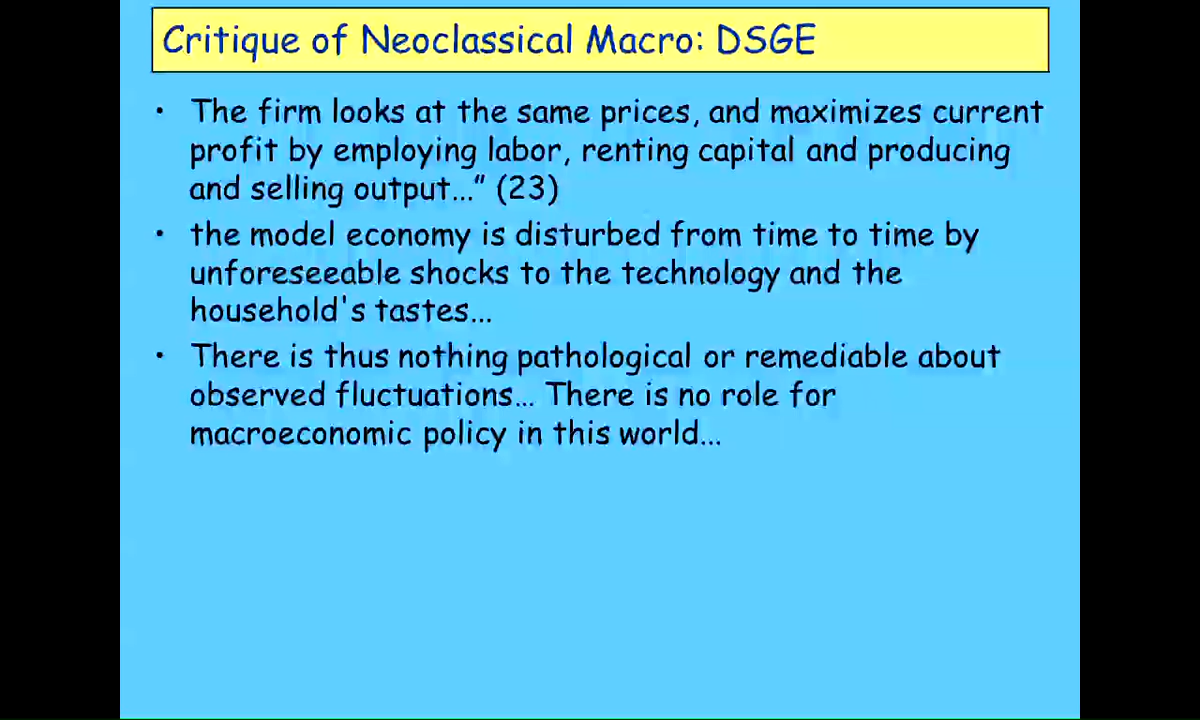 Critique of Neoclassical Macro: DSGE
• The firm looks at the same prices, and maximizes current
profit by employing labor, renting capital and producing
and selling output…” (23)
• the model economy is disturbed from time to time by
unforeseeable shocks to the technology and the
household's tastes…
• There is thus nothing pathological or remediable about
observed fluctuations… There is no role for
macroeconomic policy in this world…